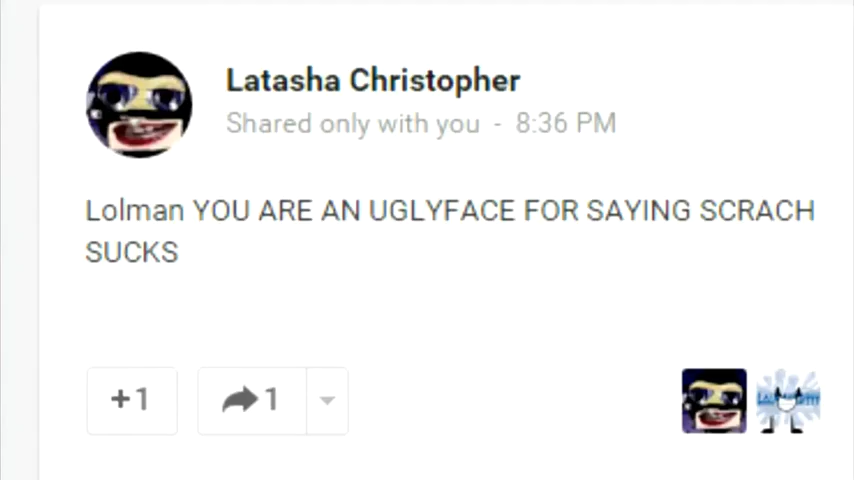 Latasha Christopher
Shared only with you - 8:36 PM
Lolman YOU ARE AN UGLYFACE FOR SAYING SCRACH
SUCKS
+1
1